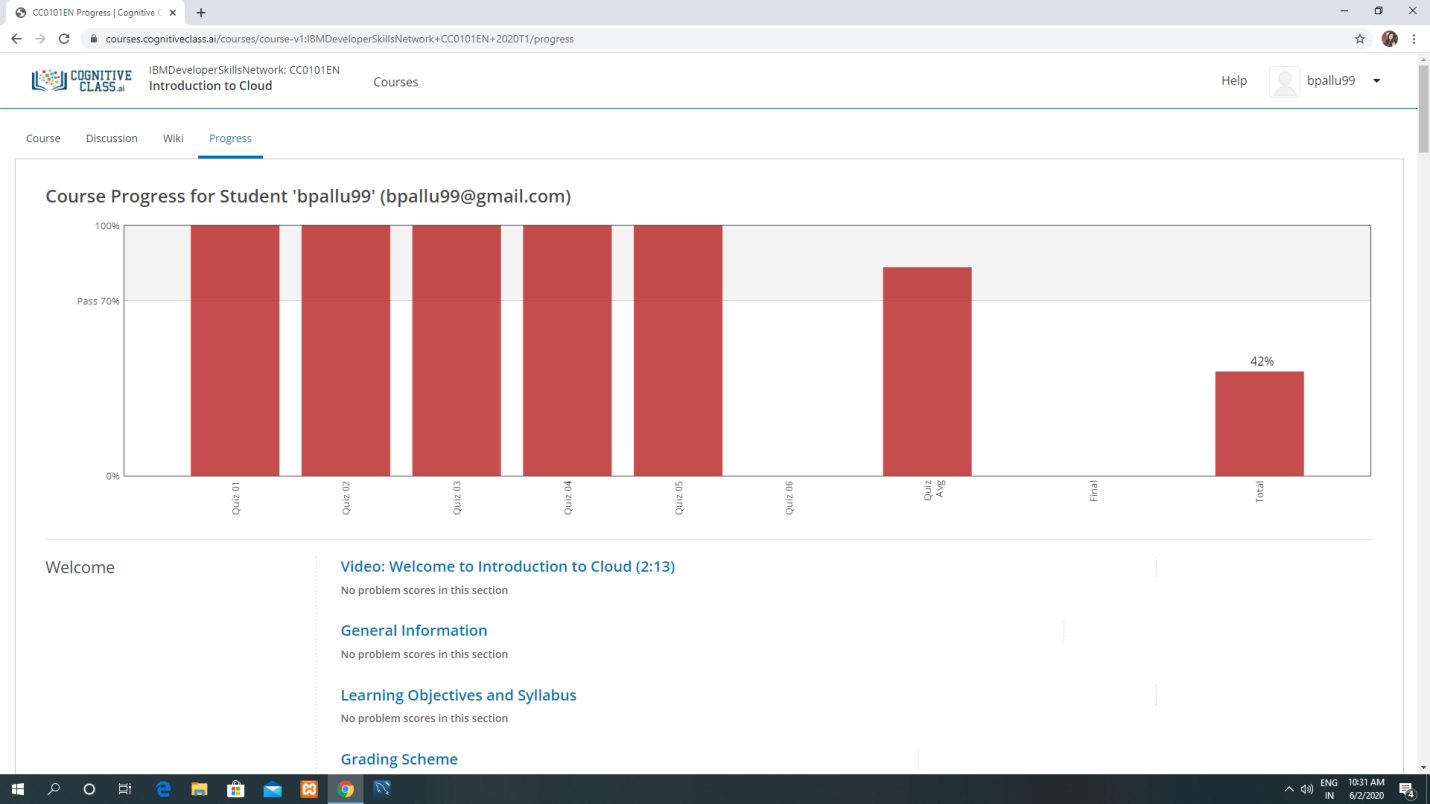 CC0101EN Progress | Cognitive C
courses.cognitiveclass.ai/courses/course-v1:IBMDeveloperSkillsNetwork+CC0101EN+2020T1/progress
COGNITIVE
CLASS.ai
IBMDeveloperSkillsNetwork: CC0101EN
Introduction to Cloud
Courses
Help
bpallu99
Course
Discussion
Wiki
Progress
Course Progress for Student 'bpallu99' (bpallu99@gmail.com)
100%
Pass 70%
0%
42%
Quiz 01
Quiz 02
Quiz 03
Quiz 04
Quiz 05
Quiz 06
Quiz
Avg
Final
Total
Welcome
Video: Welcome to Introduction to Cloud (2:13)
No problem scores in this section
General Information
No problem scores in this section
Learning Objectives and Syllabus
No problem scores in this section
Grading Scheme
ENG
IN
10:31 AM
6/2/2020
4